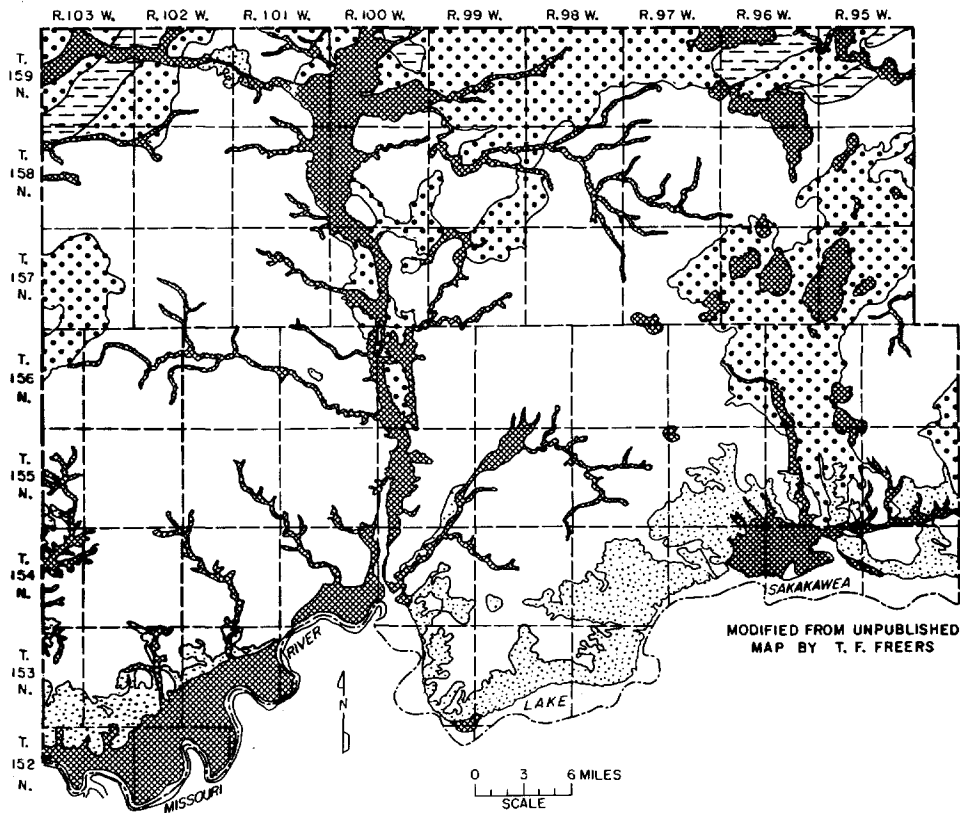 R.103 W. R.102 W. R. 101 W. R.100 W. R.99 W. R.98 W. R.97 W. R.96 W. R.95 W.
T.
159
N.
T.
158
N.
T.
157
N.
T.
156
N.
T.
155
N.
T.
154
N.
SAKAKAWEA
MODIFIED FROM UNPUBLISHED
MAP BY T. F. FREERS
RIVER
T.
153
N.
N
LAKE
T.
152
N.
MISSOURI
0 3 6 MILES
SCALE